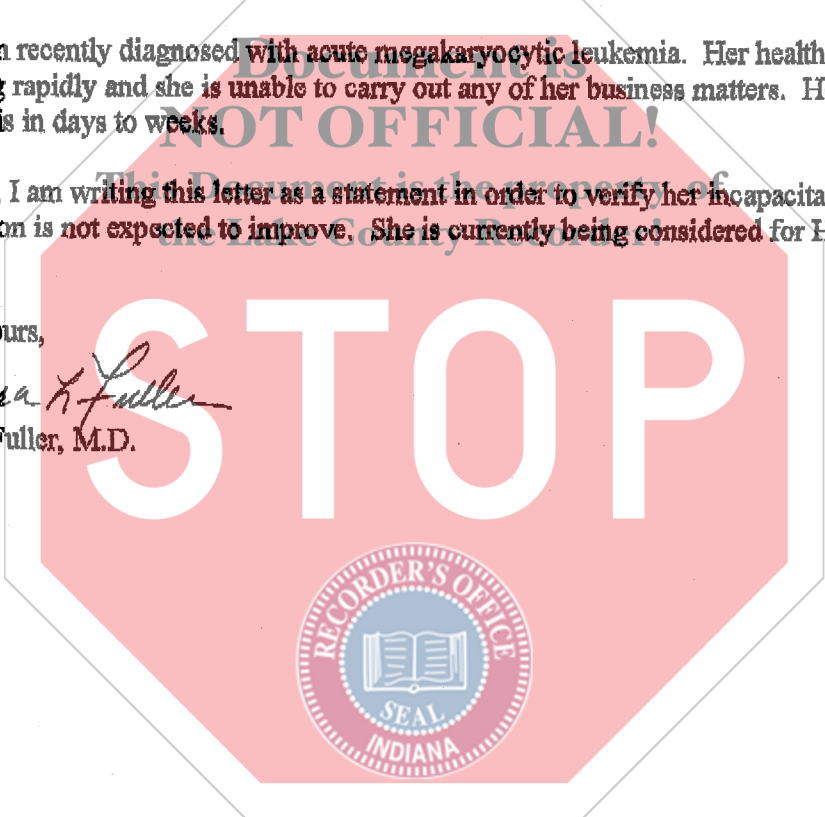 recently diagnosed with acute megakaryocytic leukemia. Her health
Document is
rapidly and she is unable to carry out any of her business matters. H
NOT OFFICIAL!
is in days to weeks.
This Document is the property of
I am writing this letter as a statement in order to verify her incapacita
the Lake County Recorder!
on is not expected to improve. She is currently being considered for H
urs,
STOP
Fuller
Fuller, M.D.
RECORDER'S OFFICE
SEAL
INDIANA